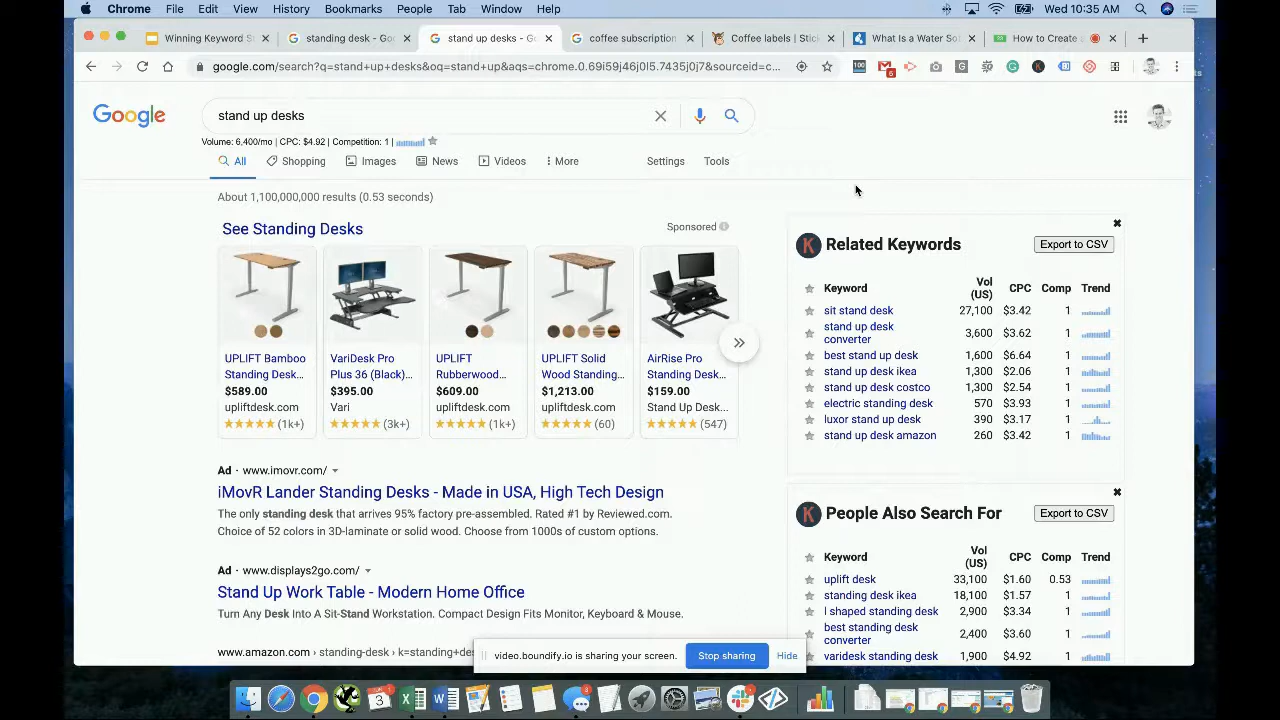 Chrome File Edit View History Bookmarks People Tab Window Help Wed 10:35 AM
Winning Keyword S standing desk - Goo stand up desks - G coffee subscription Coffee labels | Stick What Is a Water So How to Create
google.com/search?q=stand+up+desks&oq=stand+up+
Google
stand up desks
Volume: 6,400/mo | CPC: $4.92 | Competition: 1 |
All Shopping Images News Videos More Settings Tools
About 1,100,000,000 results (0.53 seconds)
See Standing Desks Sponsored
UPLIFT Bamboo Standing Desk... $589.00 upliftdesk.com (1k+)
VariDesk Pro Plus 36 (Black)... $395.00 Vari (3k+)
UPLIFT Rubberwood... $609.00 upliftdesk.com (1k+)
UPLIFT Solid Wood Standing... $1,213.00 upliftdesk.com (60)
AirRise Pro Standing Desk... $159.00 Stand Up Desk... (547)
Ad · www.imovr.com/
iMovR Lander Standing Desks - Made in USA, High Tech Design
The only standing desk that arrives 95% factory pre-assembled. Rated #1 by Reviewed.com.
Choice of 52 colors in 3D-laminate or solid wood. Choose from 1000s of custom options.
Ad · www.displays2go.com/
Stand Up Work Table - Modern Home Office
Turn Any Desk Into A Sit-Stand Workstation. Compact Design Fits Monitor, Keyboard & Mouse.
www.amazon.com › standing-desk › k=standing+des
K Related Keywords Export to CSV
Keyword Vol (US) CPC Comp Trend
sit stand desk 27,100 $3.42 1
stand up desk converter 3,600 $3.62 1
best stand up desk 1,600 $6.64 1
stand up desk ikea 1,300 $2.06 1
stand up desk costco 1,300 $2.54 1
electric standing desk 570 $3.93 1
luxor stand up desk 390 $3.17 1
stand up desk amazon 260 $3.42 1
K People Also Search For Export to CSV
Keyword Vol (US) CPC Comp Trend
uplift desk 33,100 $1.60 0.53
standing desk ikea 18,100 $1.57 1
l shaped standing desk 2,900 $3.34 1
best standing desk converter 2,400 $3.60 1
varidesk standing desk 1,900 $4.92 1
video.bouncer.io is sharing your screen. Stop sharing Hide